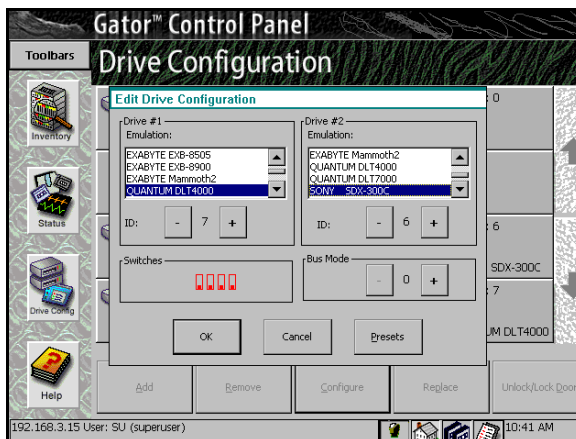 Gator™ Control Panel
Toolbars
Drive Configuration
Inventory
Status
Drive Config
Help
: 0
Edit Drive Configuration
Drive #1
Emulation:
EXABYTE EXB-8505
EXABYTE EXB-8900
EXABYTE Mammoth2
QUANTUM DLT4000
ID: - 7 +
Drive #2
Emulation:
EXABYTE Mammoth2
QUANTUM DLT4000
QUANTUM DLT7000
SONY SDX-300C
ID: - 6 +
: 6
SDX-300C
Switches
Bus Mode
- 0 +
: 7
OK Cancel Presets
UM DLT4000
Add Remove Configure Replace Unlock/Lock Door
192.168.3.15 User: SU (superuser)
10:41 AM